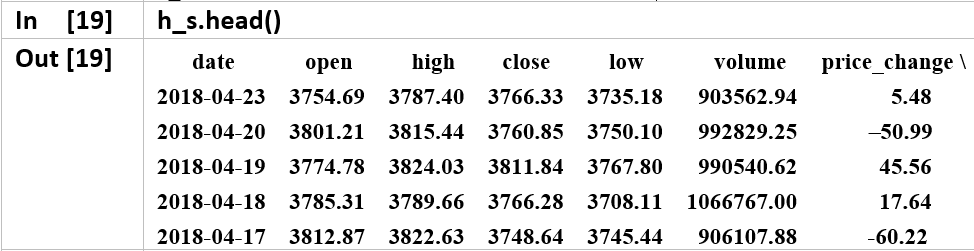 In [19] h_s.head()
Out [19] date open high close low volume price_change \
2018-04-23 3754.69 3787.40 3766.33 3735.18 903562.94 5.48
2018-04-20 3801.21 3815.44 3760.85 3750.10 992829.25 –50.99
2018-04-19 3774.78 3824.03 3811.84 3767.80 990540.62 45.56
2018-04-18 3785.31 3789.66 3766.28 3708.11 1066767.00 17.64
2018-04-17 3812.87 3822.63 3748.64 3745.44 906107.88 -60.22